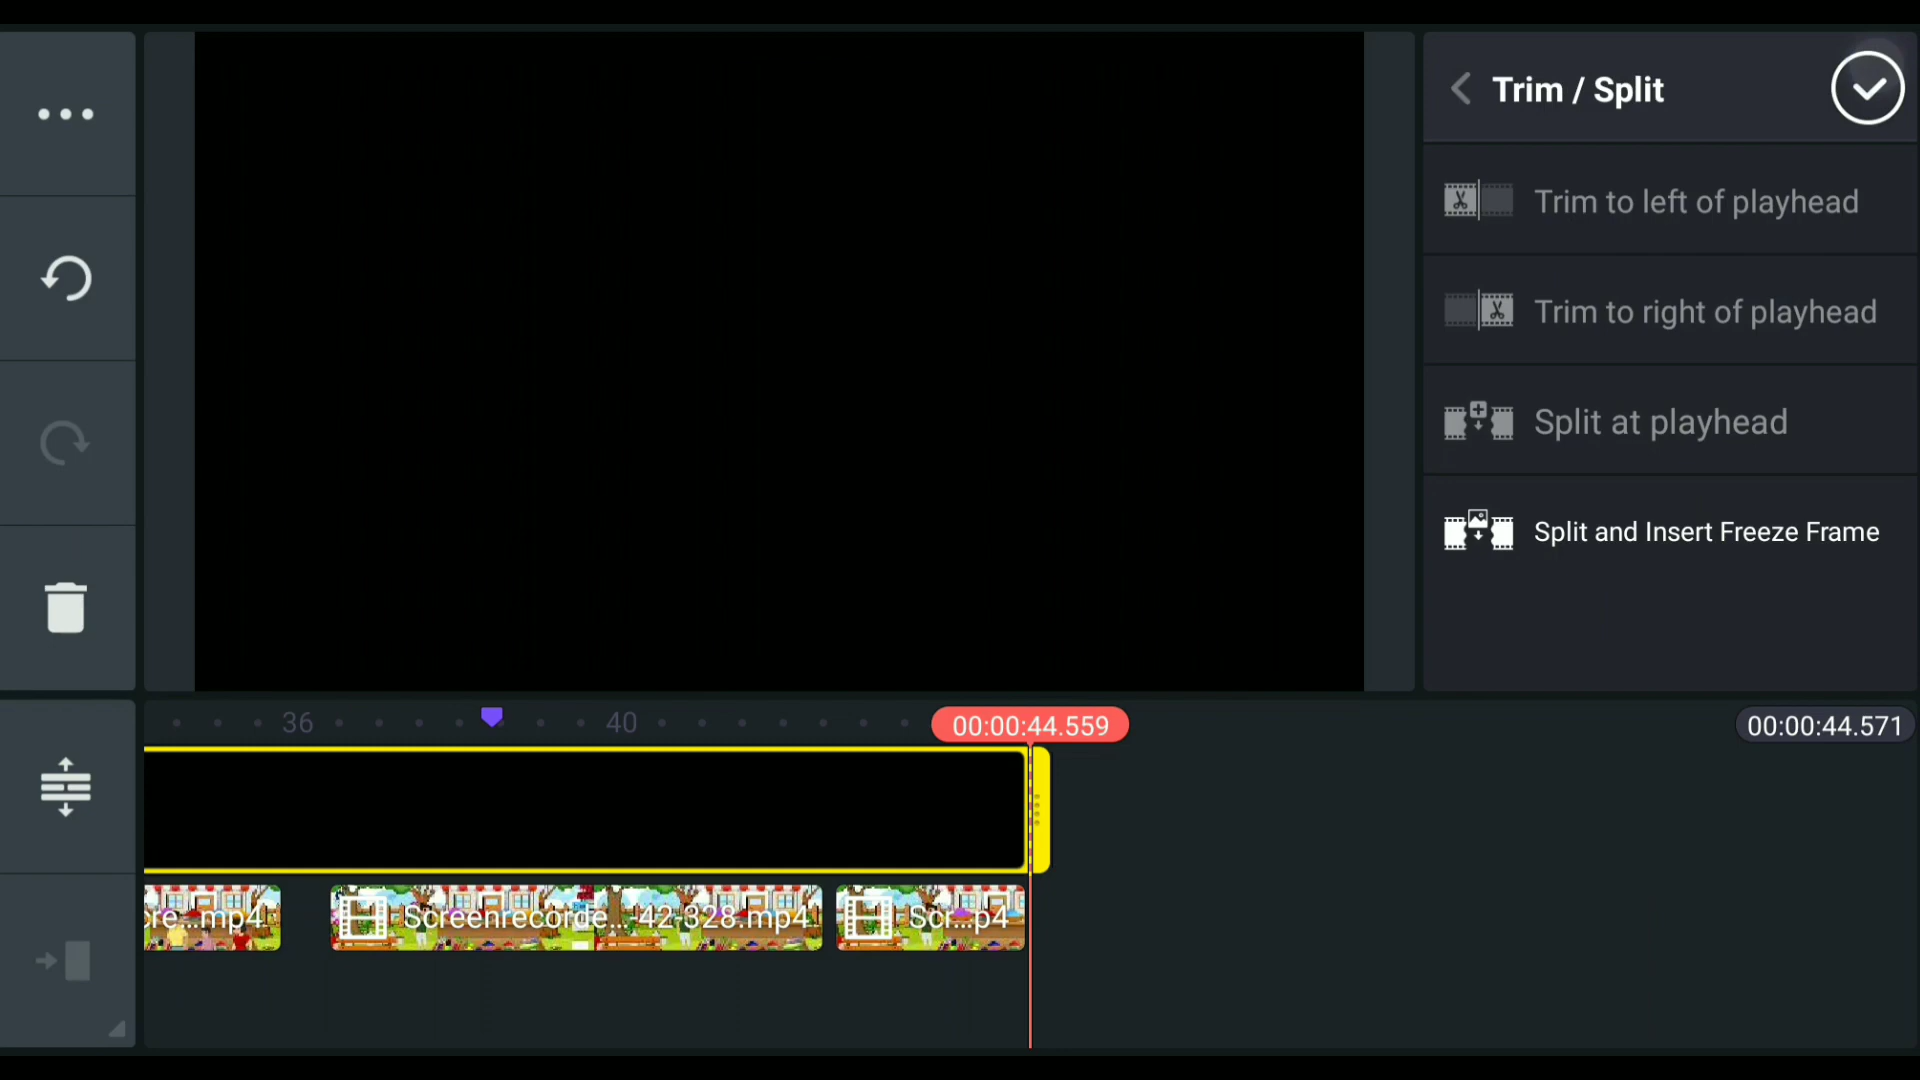 Trim / Split
Trim to left of playhead
Trim to right of playhead
Split at playhead
Split and Insert Freeze Frame
36
40
00:00:44.559
00:00:44.571
cre...mp4
Screenrecorde...-42-328.mp4
Scr...p4